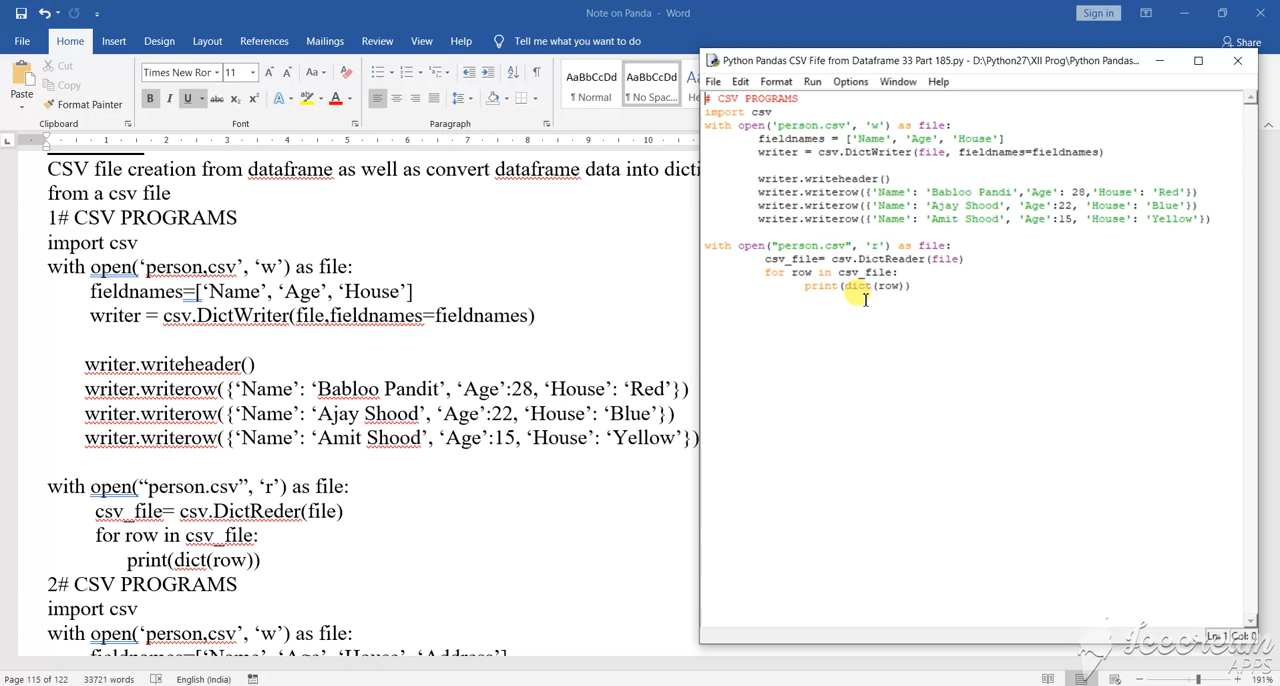 Note on Panda - Word
Sign in
File Home Insert Design Layout References Mailings Review View Help Tell me what you want to do
Share
Cut
Copy
Format Painter
Paste
Clipboard
Times New Ror 11
Font
Paragraph
AaBbCcDd AaBbCcDd
¶ Normal ¶ No Spac...
CSV file creation from dataframe as well as convert dataframe data into dicti
from a csv file
1# CSV PROGRAMS
import csv
with open(‘person,csv’, ‘w’) as file:
fieldnames=[‘Name’, ‘Age’, ‘House’]
writer = csv.DictWriter(file,fieldnames=fieldnames)
writer.writeheader()
writer.writerow({‘Name’: ‘Babloo Pandit’, ‘Age’:28, ‘House’: ‘Red’})
writer.writerow({‘Name’: ‘Ajay Shood’, ‘Age’:22, ‘House’: ‘Blue’})
writer.writerow({‘Name’: ‘Amit Shood’, ‘Age’:15, ‘House’: ‘Yellow’})
with open(“person.csv”, ‘r’) as file:
csv_file= csv.DictReder(file)
for row in csv_file:
print(dict(row))
2# CSV PROGRAMS
import csv
with open(‘person,csv’, ‘w’) as file:
fieldnames=[‘Name’, ‘Age’, ‘House’, ‘Address’]
Python Pandas CSV Fife from Dataframe 33 Part 185.py - D:\Python27\XII Prog\Python Pandas...
File Edit Format Run Options Window Help
# CSV PROGRAMS
import csv
with open('person.csv', 'w') as file:
fieldnames = ['Name', 'Age', 'House']
writer = csv.DictWriter(file, fieldnames=fieldnames)
writer.writeheader()
writer.writerow({'Name': 'Babloo Pandi','Age': 28,'House': 'Red'})
writer.writerow({'Name': 'Ajay Shood', 'Age':22, 'House': 'Blue'})
writer.writerow({'Name': 'Amit Shood', 'Age':15, 'House': 'Yellow'})
with open("person.csv", 'r') as file:
csv_file= csv.DictReader(file)
for row in csv_file:
print(dict(row))
Ln: 1 Col: 0
APPS
Page 115 of 122 33721 words English (India) 191%